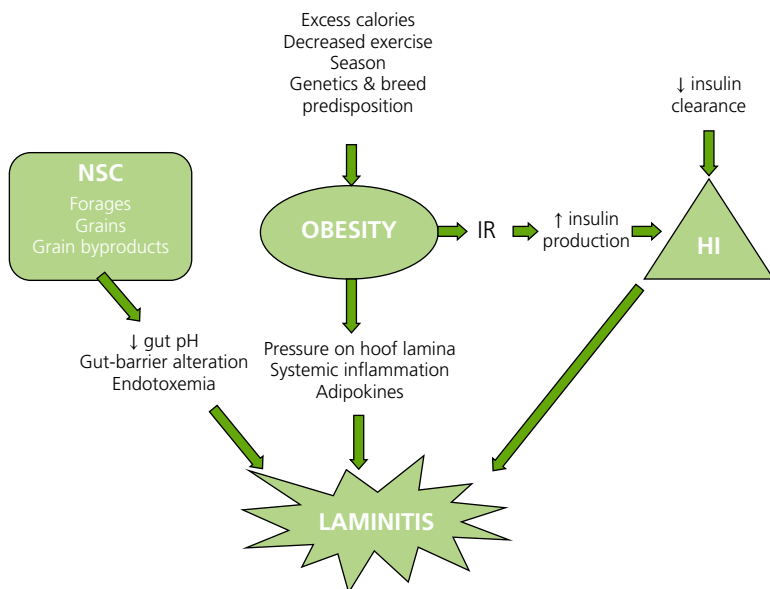 Excess calories
Decreased exercise
Season
Genetics & breed
predisposition
↓ insulin
clearance
NSC
Forages
Grains
Grain byproducts
OBESITY
IR
↑ insulin
production
HI
↓ gut pH
Gut-barrier alteration
Endotoxemia
Pressure on hoof lamina
Systemic inflammation
Adipokines
LAMINITIS